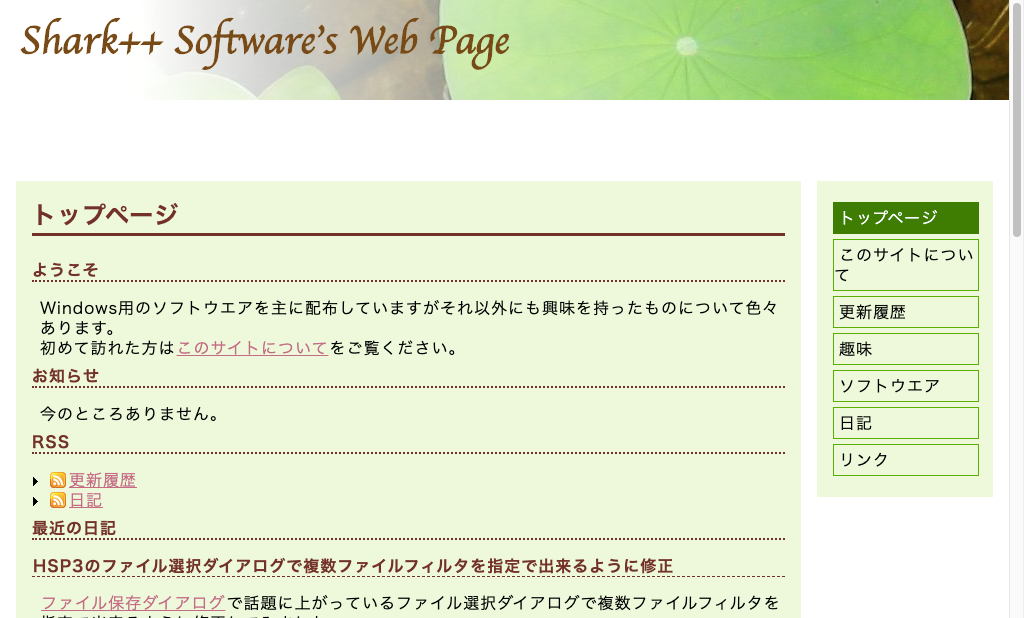 Shark++ Software's Web Page
トップページ
ようこそ
Windows用のソフトウエアを主に配布していますがそれ以外にも興味を持ったものについて色々
あります。
初めて訪れた方はこのサイトについてをご覧ください。
お知らせ
今のところありません。
RSS
更新履歴
日記
最近の日記
HSP3のファイル選択ダイアログで複数ファイルフィルタを指定で出来るように修正
ファイル保存ダイアログで話題に上がっているファイル選択ダイアログで複数ファイルフィルタを
トップページ
このサイトについ
て
更新履歴
趣味
ソフトウエア
日記
リンク